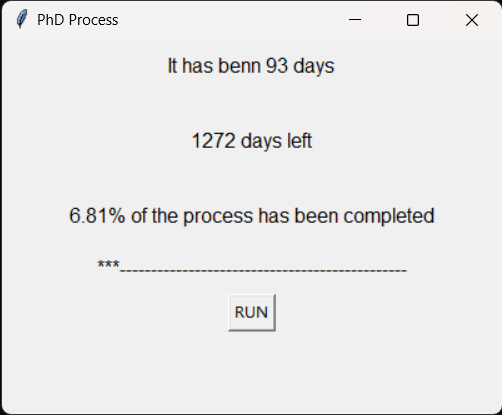 PhD Process
It has benn 93 days
1272 days left
6.81% of the process has been completed
***-----------------------------------------------
RUN